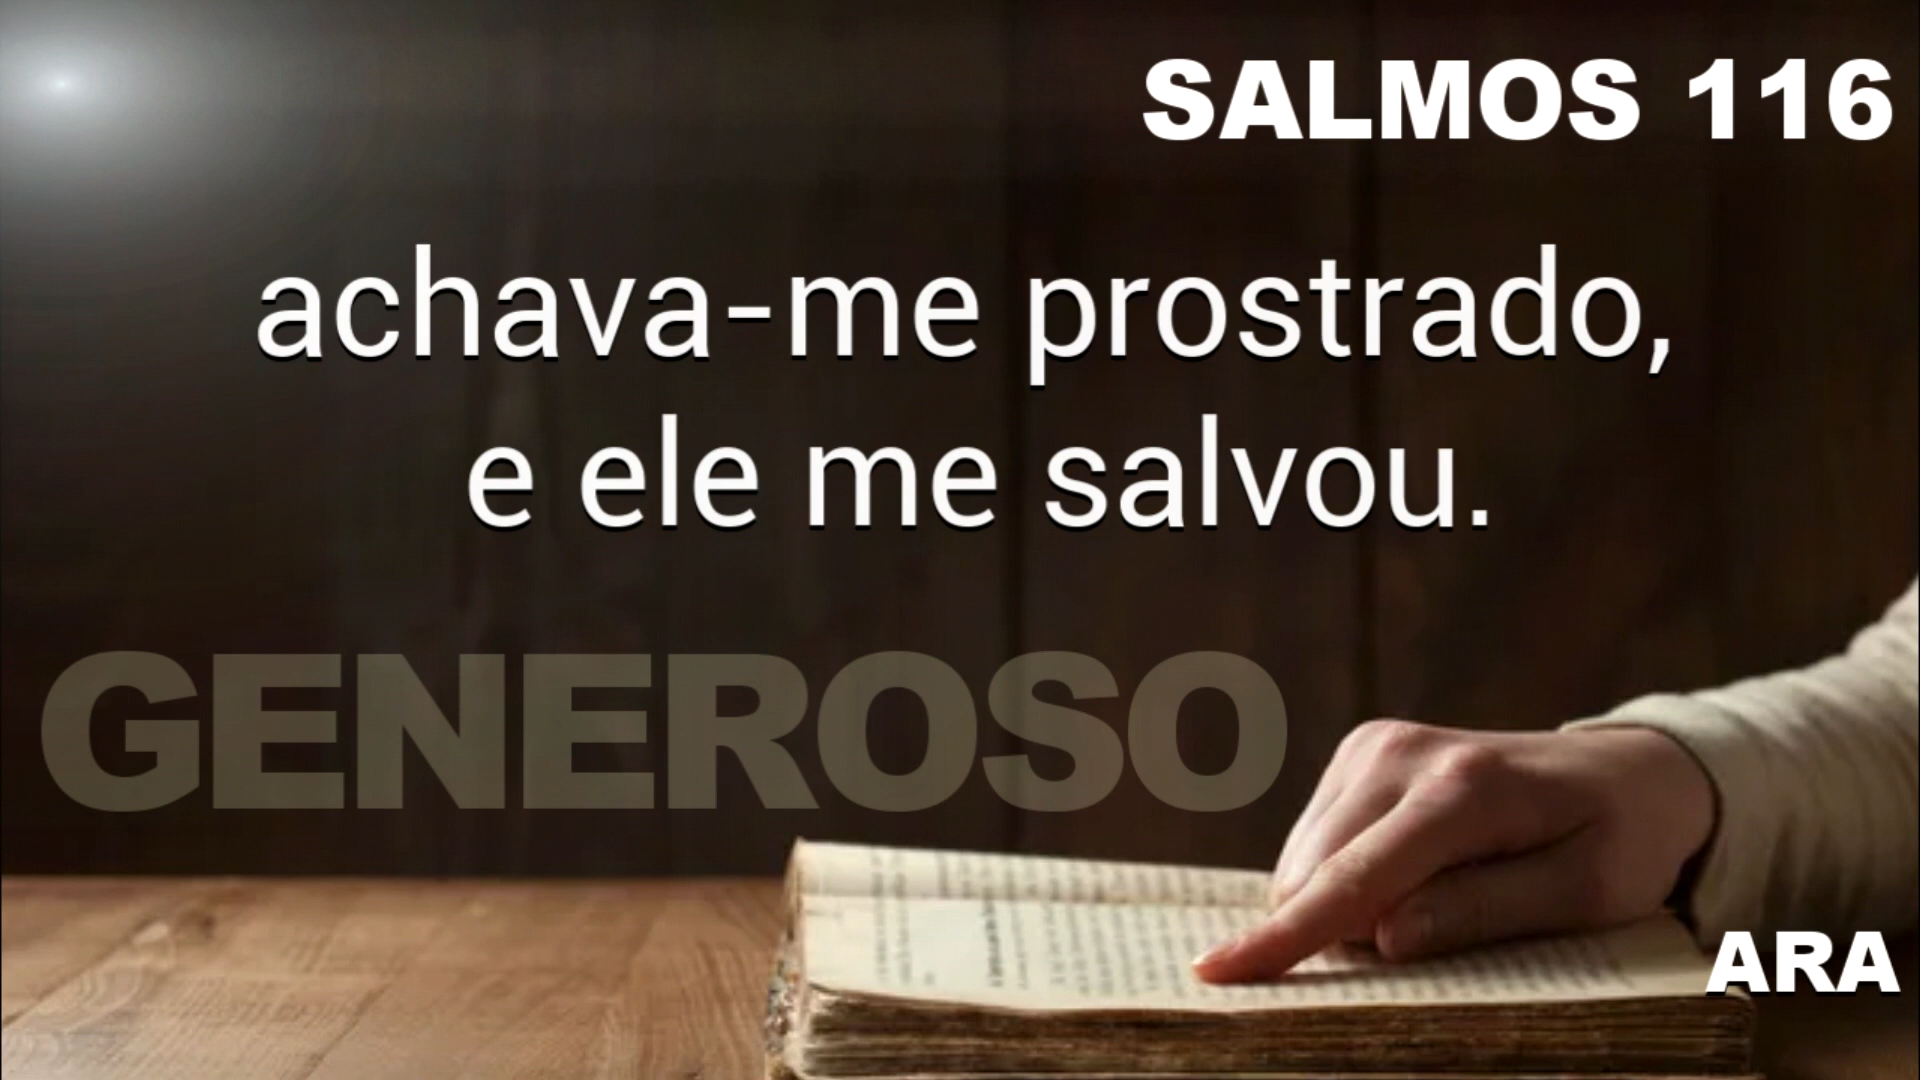 SALMOS 116
achava-me prostrado,
e ele me salvou.
GENEROSO
ARA